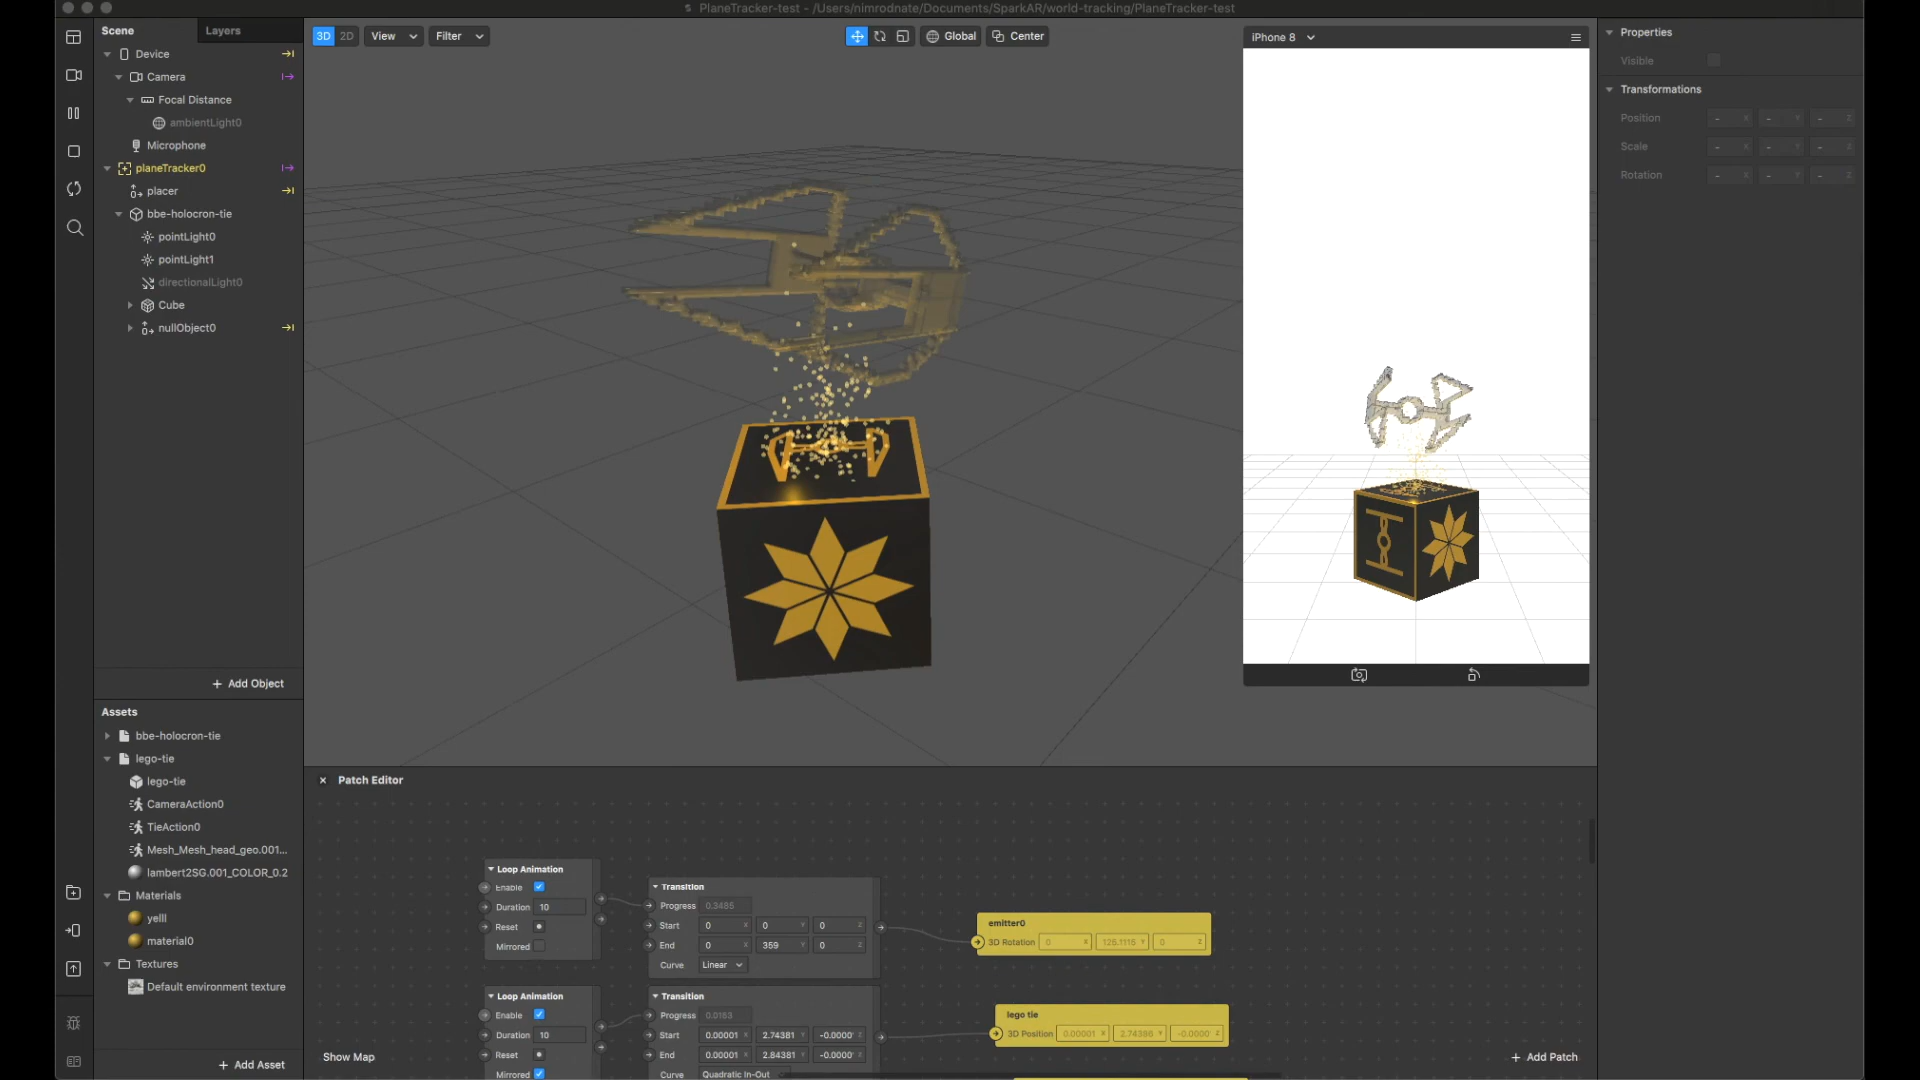 PlaneTracker-test - /Users/nimrodnate/Documents/SparkAR/world-tracking/PlaneTracker-test
Scene
Layers
Device
Camera
Focal Distance
ambientLight0
Microphone
planeTracker0
placer
bbe-holocron-tie
pointLight0
pointLight1
directionalLight0
Cube
nullObject0
+ Add Object
Assets
bbe-holocron-tie
lego-tie
lego-tie
CameraAction0
TieAction0
Mesh_Mesh_head_geo.001...
lambert2SG.001_COLOR_0.2
Materials
yelll
material0
Textures
Default environment texture
+ Add Asset
3D 2D View Filter Global Center
iPhone 8
Properties
Visible
Transformations
Position - X - Y - Z
Scale - X - Y - Z
Rotation - X - Y - Z
× Patch Editor
Loop Animation
Enable
Duration 10
Reset
Mirrored
Transition
Progress 0.3485
Start 0 X 0 Y 0 Z
End 0 X 359 Y 0 Z
Curve Linear
emitter0
3D Rotation 0 X 125.1115 Y 0 Z
Loop Animation
Enable
Duration 10
Reset
Mirrored
Transition
Progress 0.0183
Start 0.00001 X 2.74381 Y -0.0000 Z
End 0.00001 X 2.84381 Y -0.0000 Z
Curve Quadratic In-Out
lego tie
3D Position 0.00001 X 2.74386 Y -0.0000 Z
Show Map
+ Add Patch